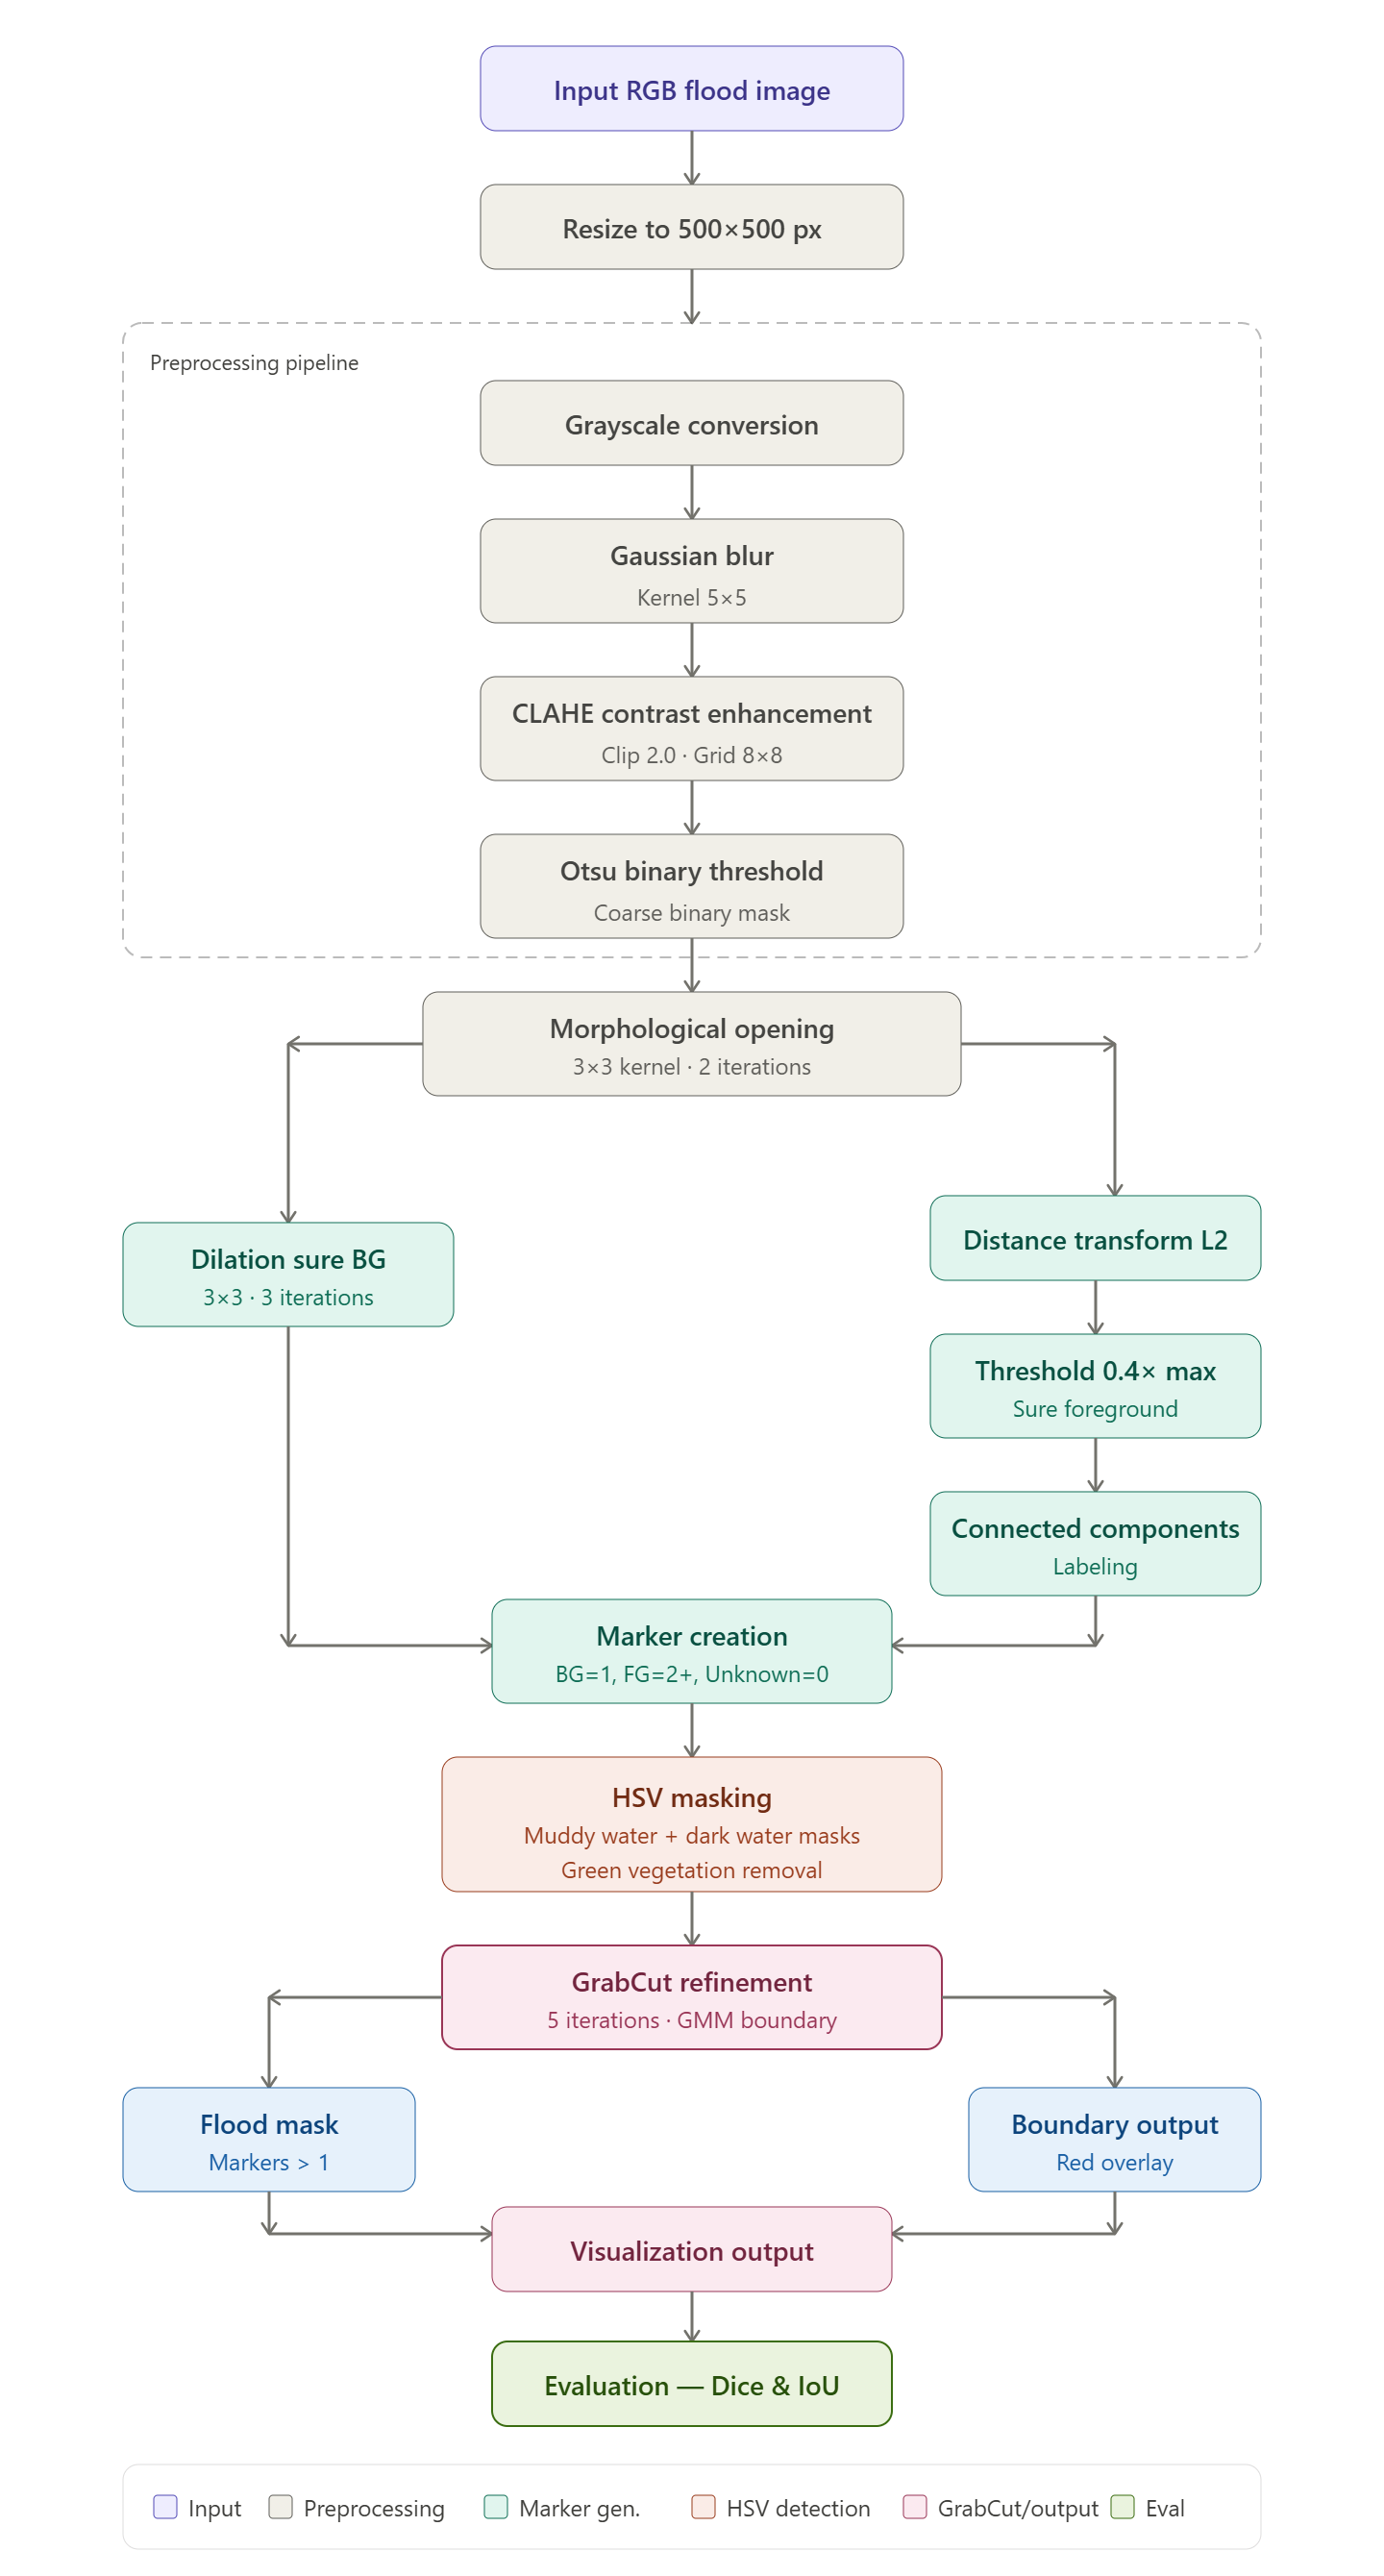 Input RGB flood image
Resize to 500×500 px
Preprocessing pipeline
Grayscale conversion
Gaussian blur
Kernel 5×5
CLAHE contrast enhancement
Clip 2.0 · Grid 8×8
Otsu binary threshold
Coarse binary mask
Morphological opening
3×3 kernel · 2 iterations
Dilation sure BG
3×3 · 3 iterations
Distance transform L2
Threshold 0.4× max
Sure foreground
Connected components
Labeling
Marker creation
BG=1, FG=2+, Unknown=0
HSV masking
Muddy water + dark water masks
Green vegetation removal
GrabCut refinement
5 iterations · GMM boundary
Flood mask
Markers > 1
Boundary output
Red overlay
Visualization output
Evaluation — Dice & IoU
Input
Preprocessing
Marker gen.
HSV detection
GrabCut/output
Eval